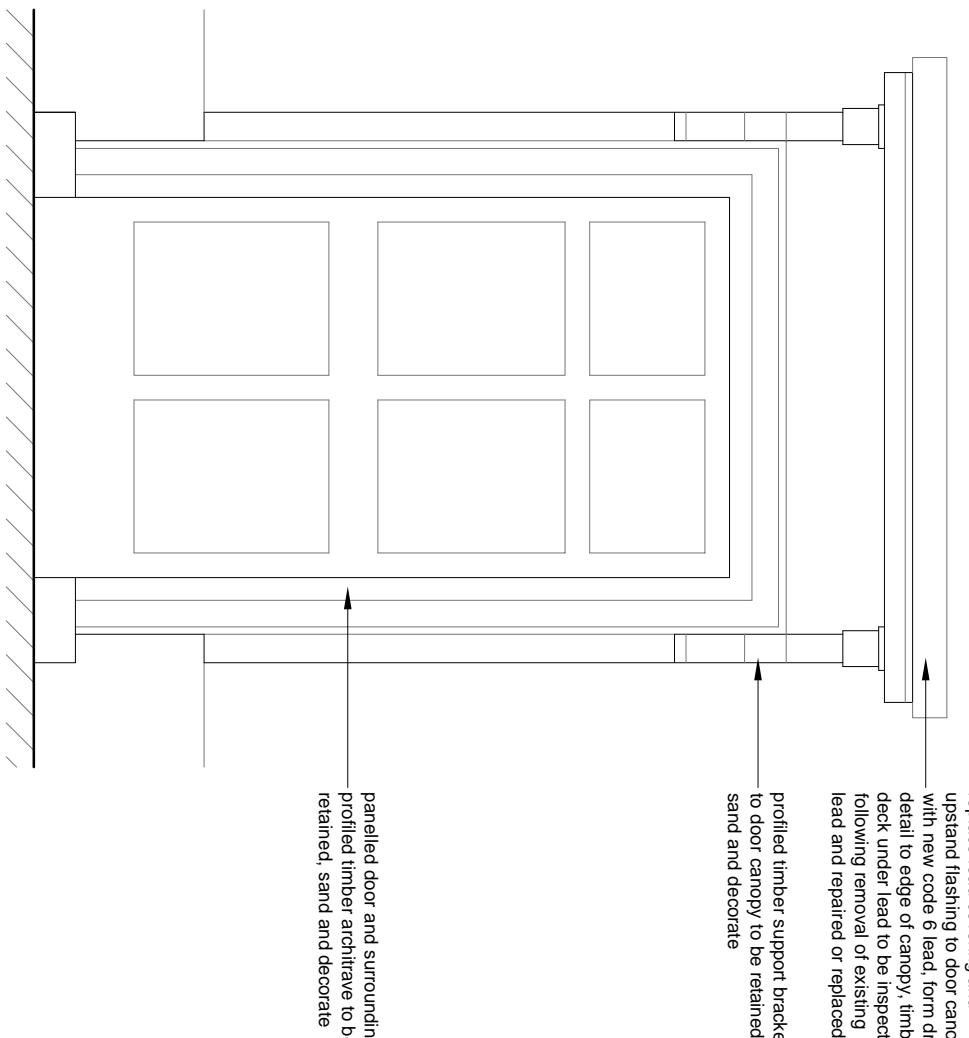 upstand flashing to door cano
with new code 6 lead, form dr
detail to edge of canopy, timb
deck under lead to be inspect
following removal of existing
lead and repaired or replaced
profiled timber support bracke
to door canopy to be retained
sand and decorate
panelled door and surroundin
profiled timber architrave to b
retained, sand and decorate